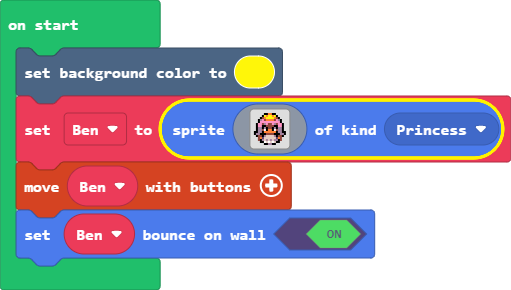 on start
set background color to
set Ben to sprite of kind Princess
move Ben with buttons
set Ben bounce on wall ON